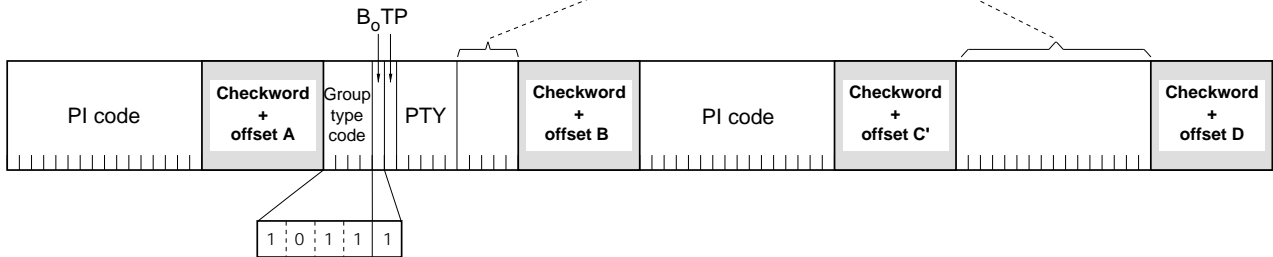 BoTP
PI code
Checkword
+
offset A
Group
type
code
PTY
Checkword
+
offset B
PI code
Checkword
+
offset C'
Checkword
+
offset D
1 0 1 1 1